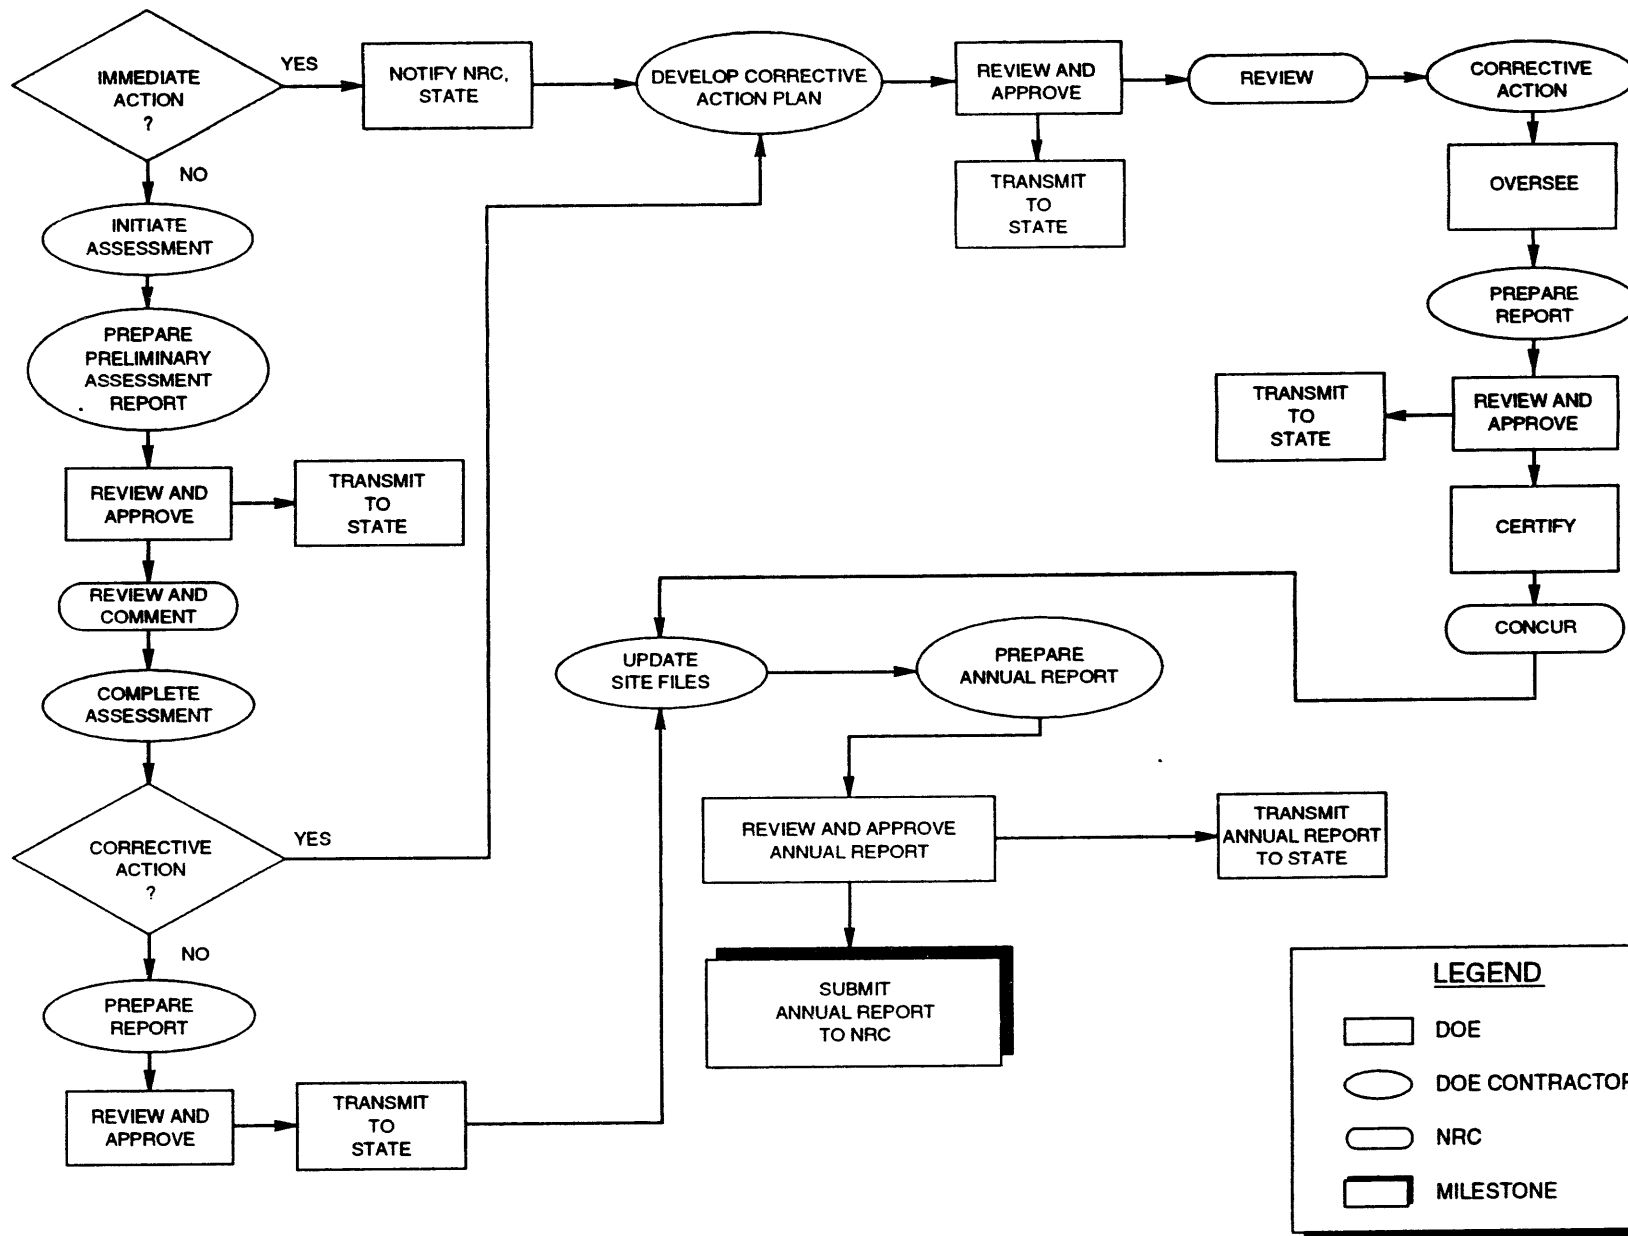 IMMEDIATE
ACTION
?
YES
NOTIFY NRC,
STATE
DEVELOP CORRECTIVE
ACTION PLAN
REVIEW AND
APPROVE
REVIEW
CORRECTIVE
ACTION
NO
TRANSMIT
TO
STATE
OVERSEE
INITIATE
ASSESSMENT
PREPARE
REPORT
PREPARE
PRELIMINARY
ASSESSMENT
REPORT
TRANSMIT
TO
STATE
REVIEW AND
APPROVE
REVIEW AND
APPROVE
TRANSMIT
TO
STATE
CERTIFY
REVIEW AND
COMMENT
CONCUR
UPDATE
SITE FILES
PREPARE
ANNUAL REPORT
COMPLETE
ASSESSMENT
REVIEW AND APPROVE
ANNUAL REPORT
TRANSMIT
ANNUAL REPORT
TO STATE
CORRECTIVE
ACTION
?
YES
NO
SUBMIT
ANNUAL REPORT
TO NRC
PREPARE
REPORT
REVIEW AND
APPROVE
TRANSMIT
TO
STATE
LEGEND
DOE
DOE CONTRACTOR
NRC
MILESTONE